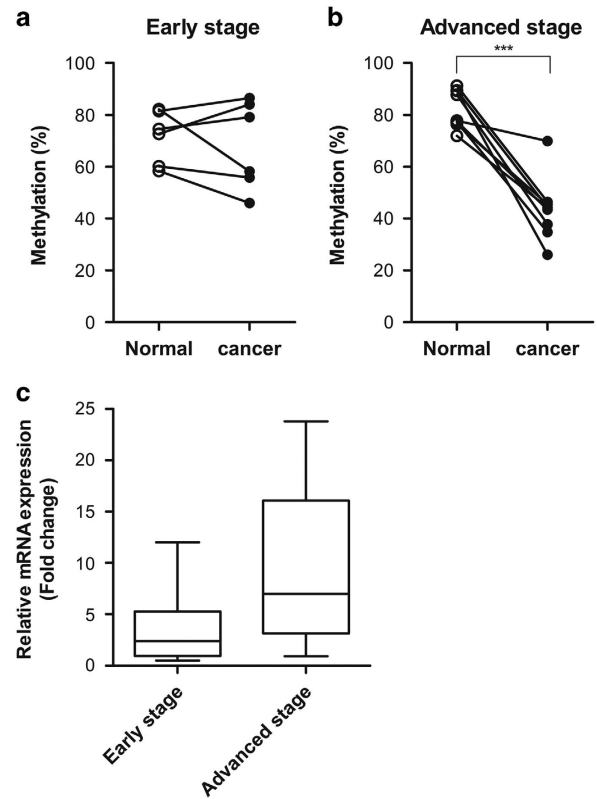 a
Early stage
Methylation (%)
100
80
60
40
20
0
Normal
cancer
b
Advanced stage
***
Methylation (%)
100
80
60
40
20
0
Normal
cancer
c
Relative mRNA expression
(Fold change)
25
20
15
10
5
0
Early stage
Advanced stage